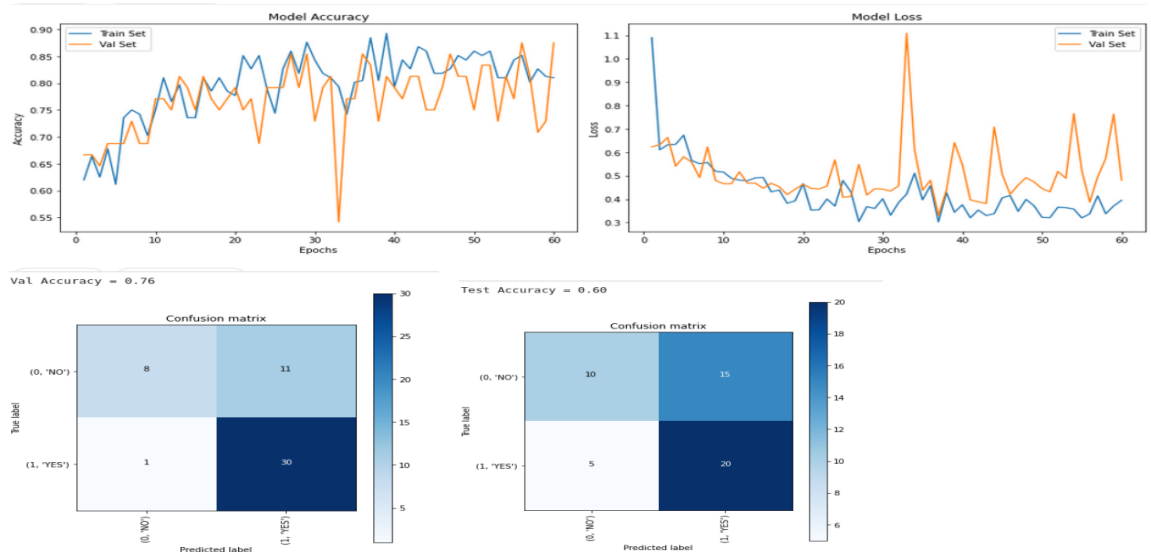 Model Accuracy
Train Set
Val Set
0.90
0.85
0.80
0.75
0.70
0.65
0.60
0.55
Accuracy
0 10 20 30 40 50 60
Epochs
Model Loss
Train Set
Val Set
1.1
1.0
0.9
0.8
0.7
0.6
0.5
0.4
0.3
Loss
0 10 20 30 40 50 60
Epochs
Val Accuracy = 0.76
Confusion matrix
(0, 'NO') 8 11
(1, 'YES') 1 30
True label
(0, 'NO') (1, 'YES')
Predicted label
30
25
20
15
10
5
Test Accuracy = 0.60
Confusion matrix
(0, 'NO') 10 15
(1, 'YES') 5 20
True label
(0, 'NO') (1, 'YES')
Predicted label
20
18
16
14
12
10
8
6